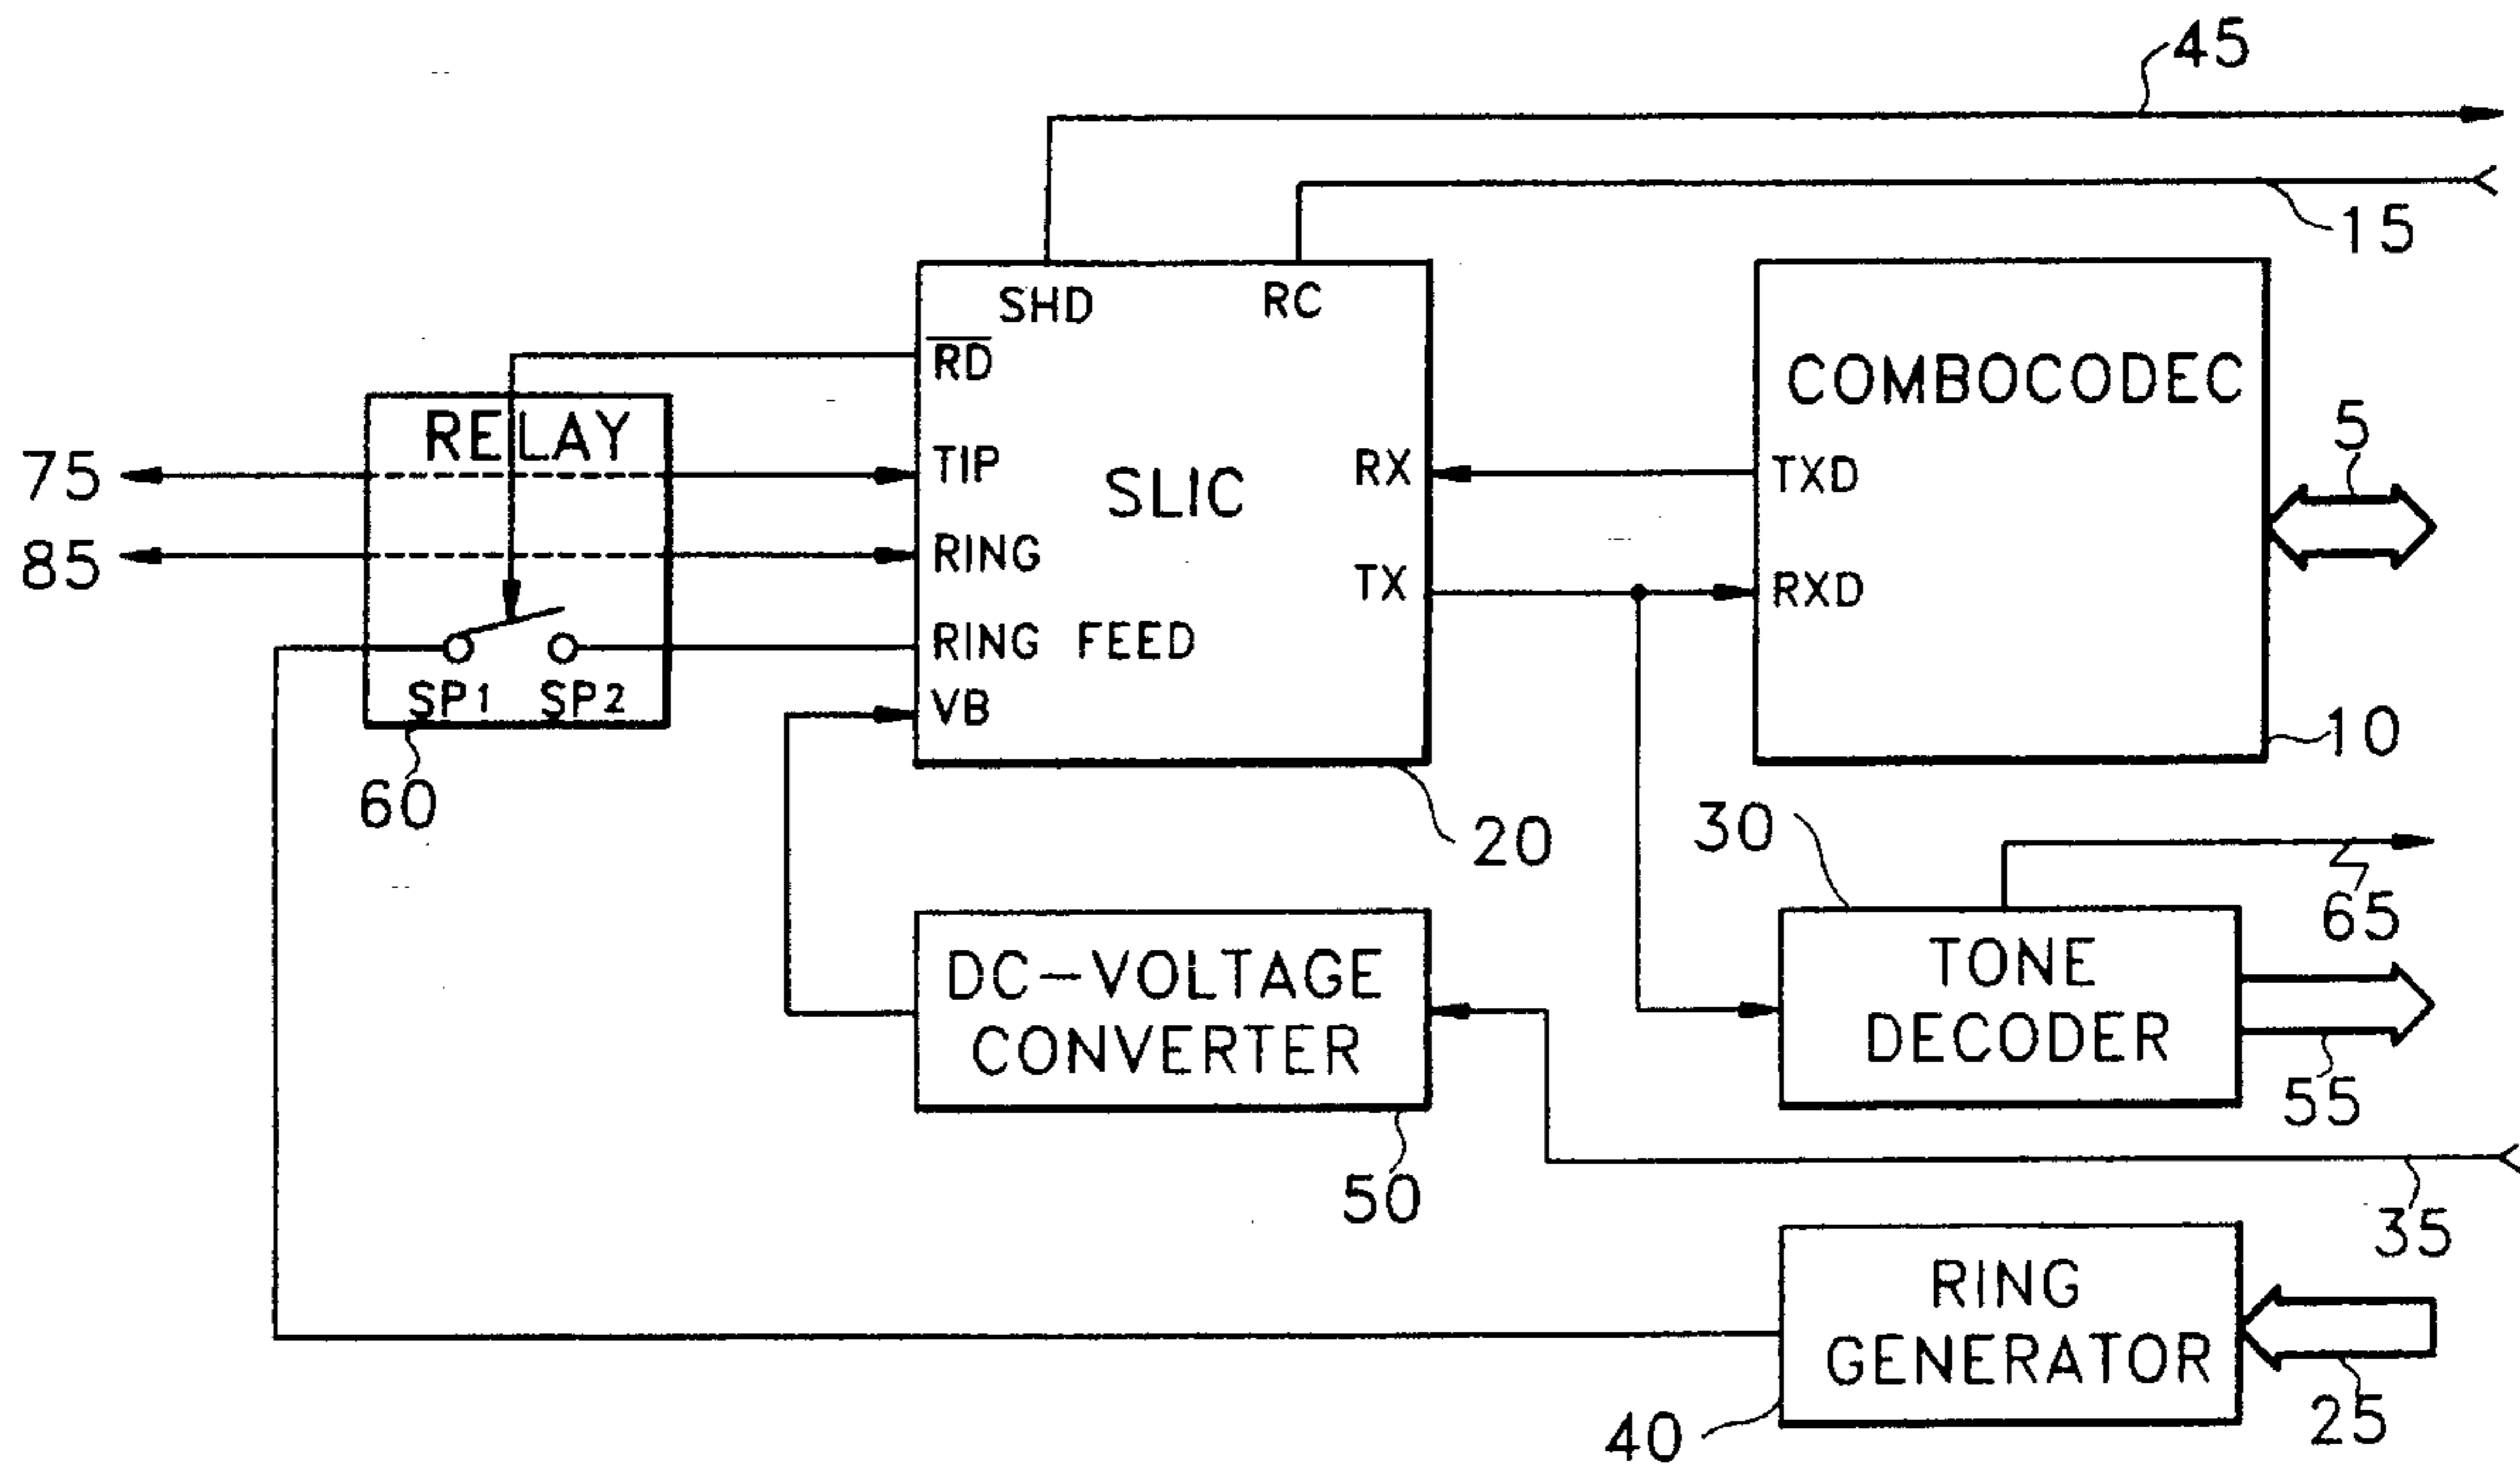 45
15
SHD RC
R̅D̅
COMBOCODEC
RELAY
5
75
TIP
RX
TXD
SLIC
85
RING
TX
RXD
RING FEED
SP1 SP2
VB
10
60
20
30
65
DC-VOLTAGE
CONVERTER
TONE
DECODER
55
50
35
RING
GENERATOR
25
40